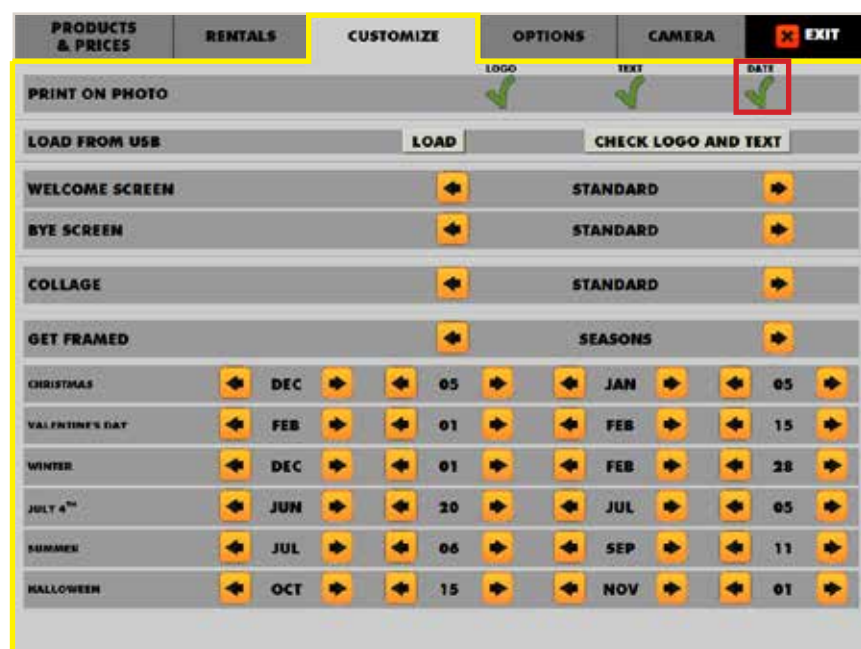 PRODUCTS & PRICES RENTALS CUSTOMIZE OPTIONS CAMERA EXIT
LOGO TEXT DATE
PRINT ON PHOTO
LOAD FROM USB LOAD CHECK LOGO AND TEXT
WELCOME SCREEN STANDARD
BYE SCREEN STANDARD
COLLAGE STANDARD
GET FRAMED SEASONS
CHRISTMAS DEC 05 JAN 05
VALENTINE'S DAY FEB 01 FEB 15
WINTER DEC 01 FEB 28
JULY 4TH JUN 20 JUL 05
SUMMER JUL 06 SEP 11
HALLOWEEN OCT 15 NOV 01